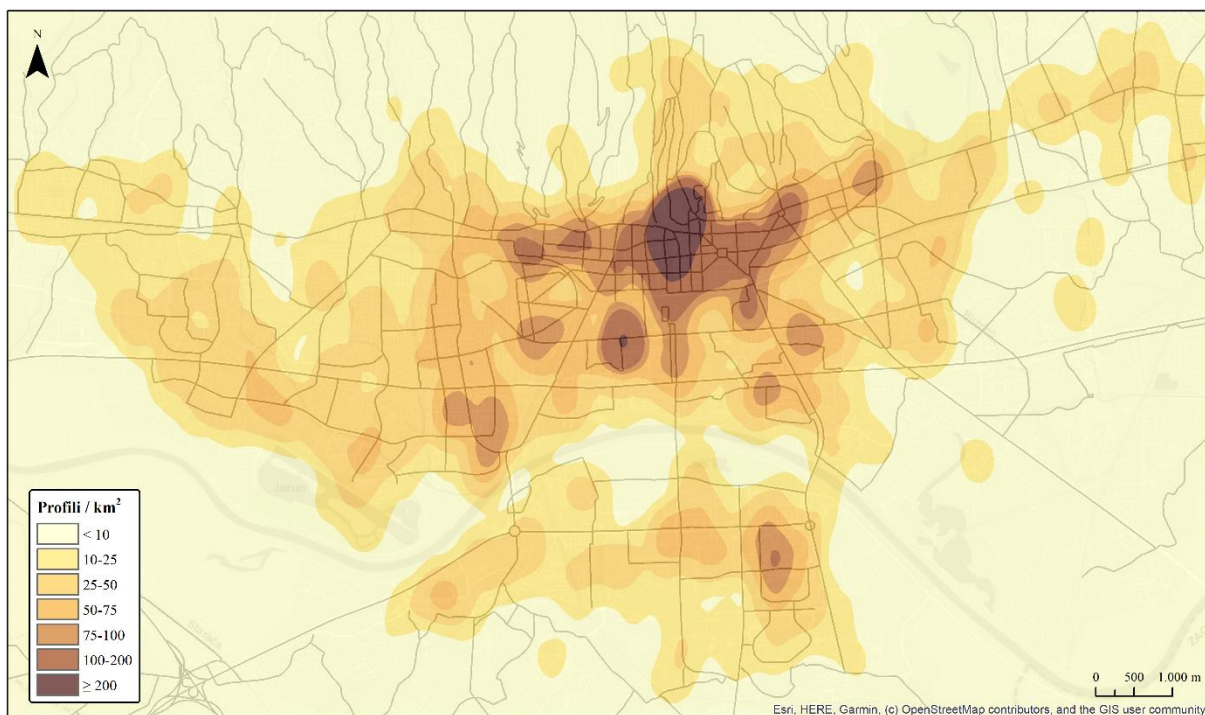 N
Jarun
Profili / km²
< 10
10-25
25-50
50-75
75-100
100-200
≥ 200
0 500 1.000 m
Esri, HERE, Garmin, (c) OpenStreetMap contributors, and the GIS user community